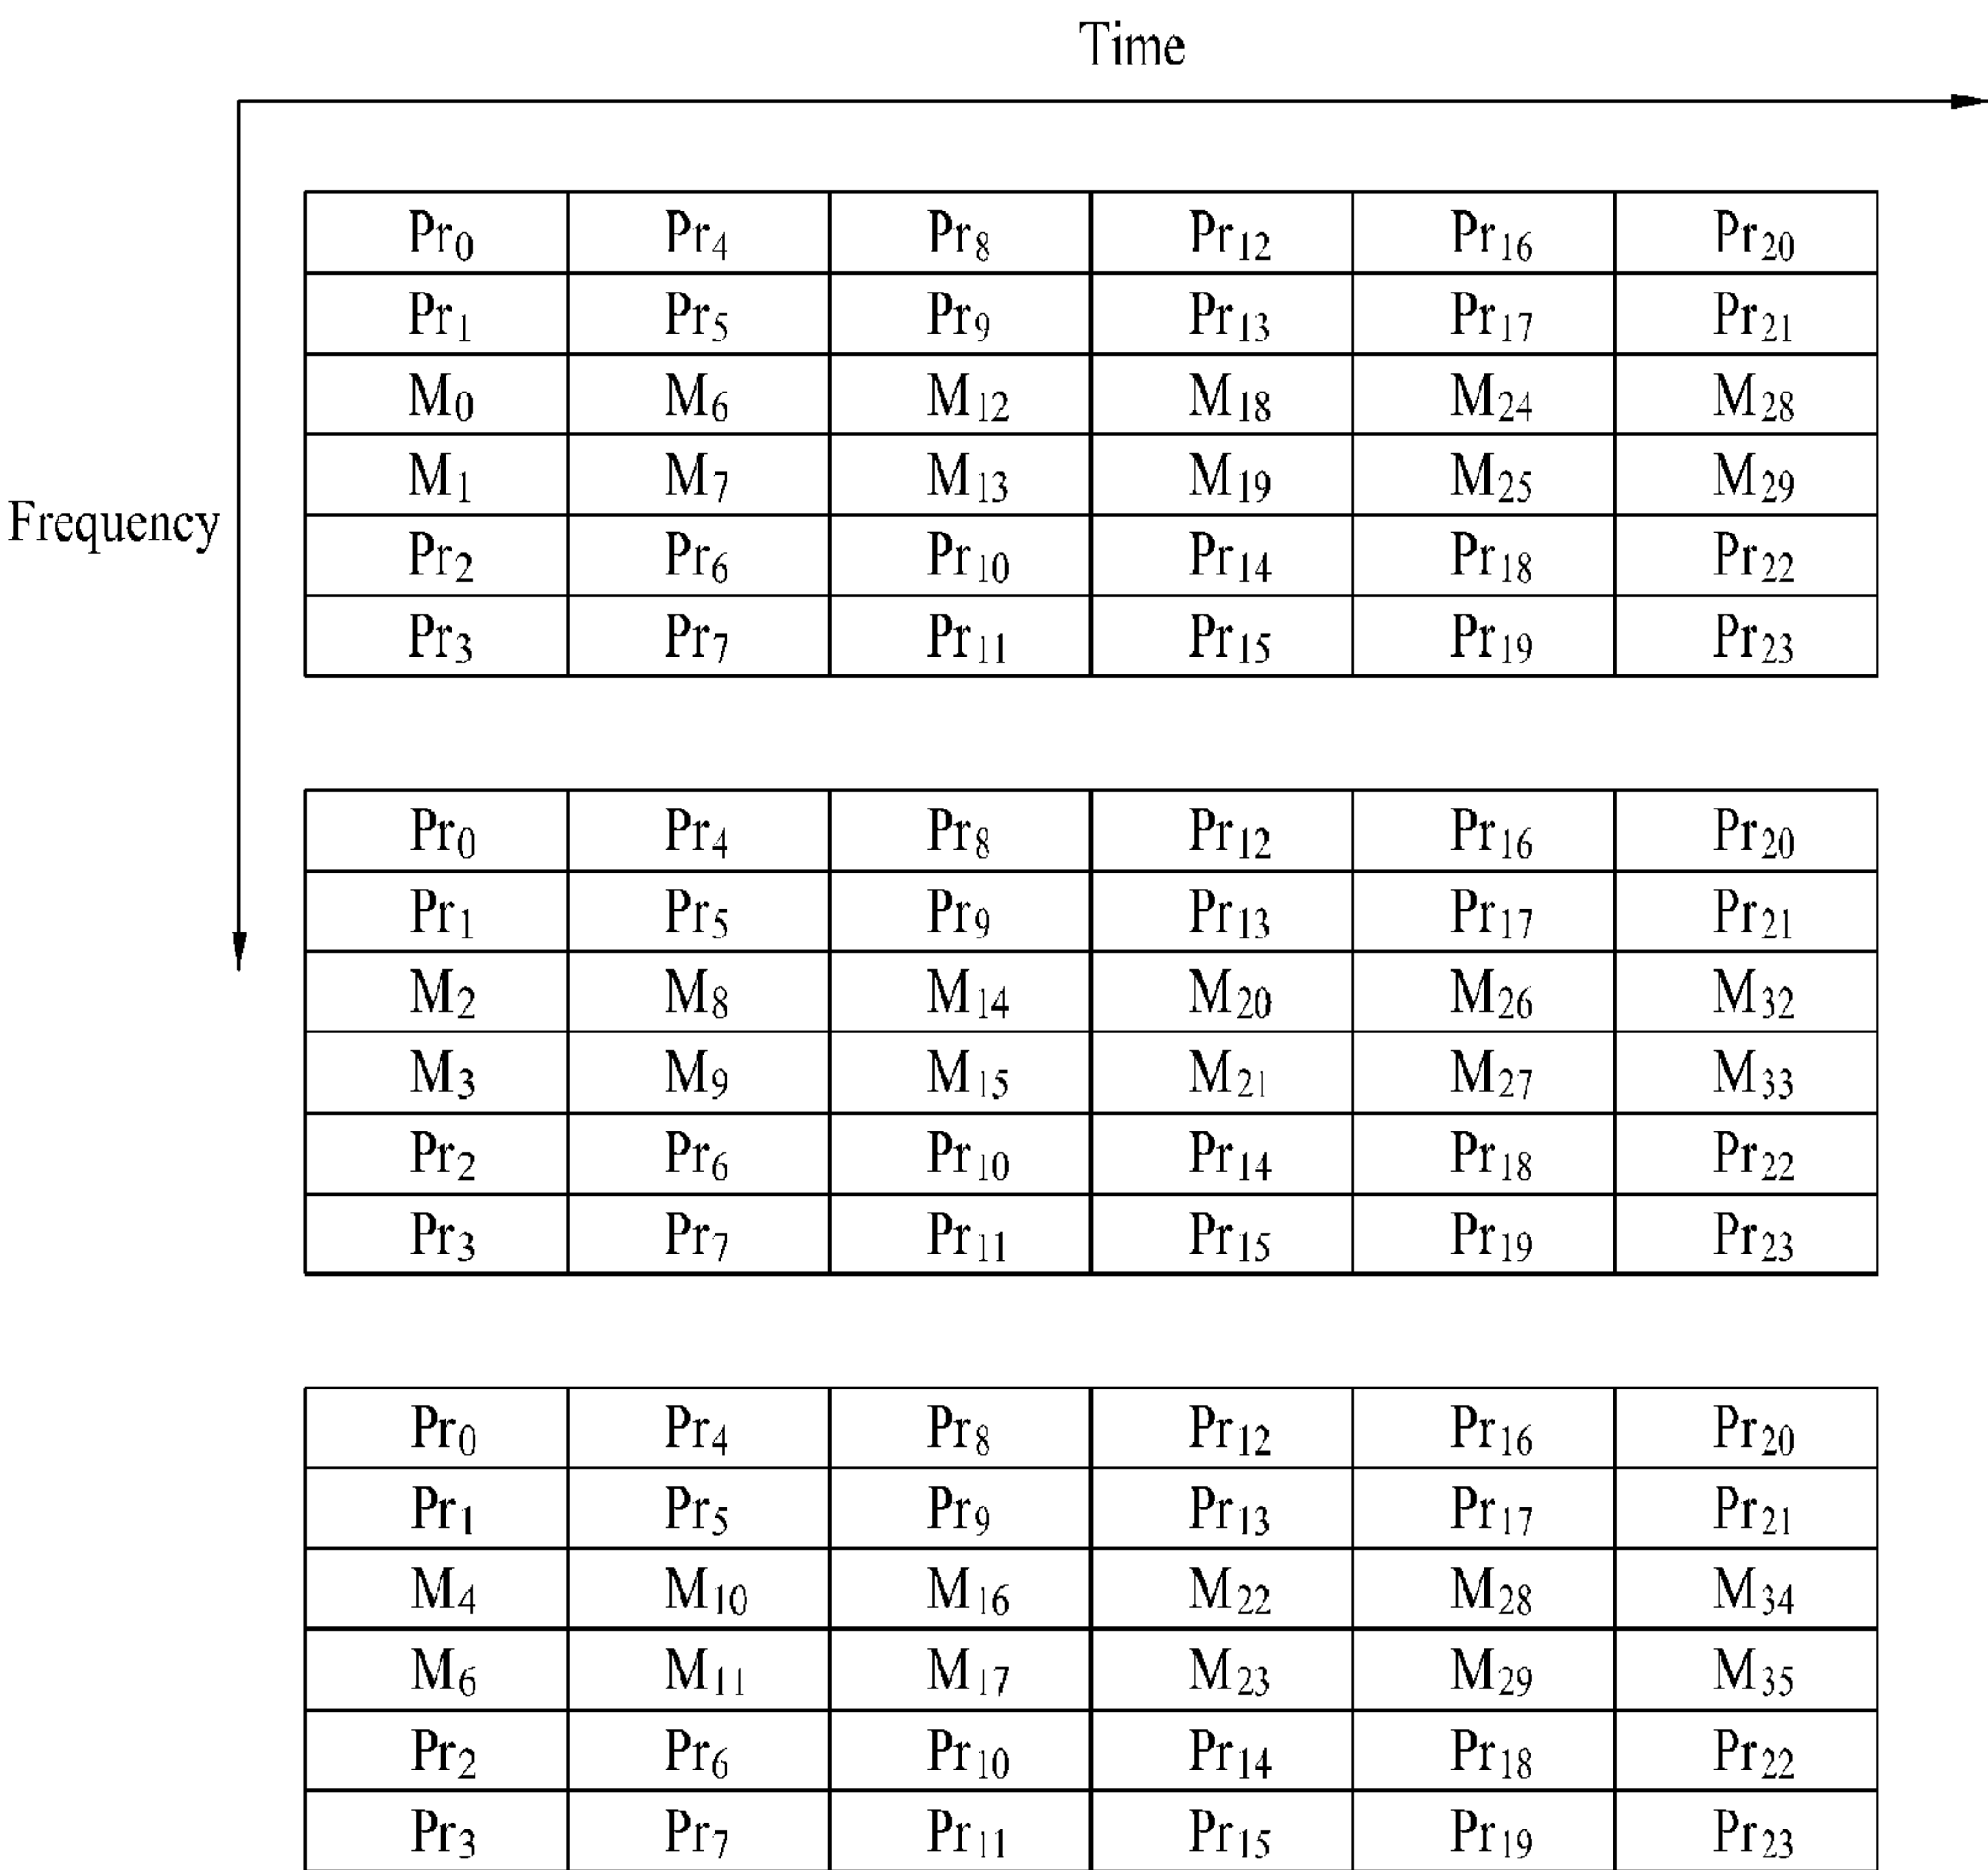 Time
Frequency
Pr0 Pr4 Pr8 Pr12 Pr16 Pr20
Pr1 Pr5 Pr9 Pr13 Pr17 Pr21
M0 M6 M12 M18 M24 M28
M1 M7 M13 M19 M25 M29
Pr2 Pr6 Pr10 Pr14 Pr18 Pr22
Pr3 Pr7 Pr11 Pr15 Pr19 Pr23
Pr0 Pr4 Pr8 Pr12 Pr16 Pr20
Pr1 Pr5 Pr9 Pr13 Pr17 Pr21
M2 M8 M14 M20 M26 M32
M3 M9 M15 M21 M27 M33
Pr2 Pr6 Pr10 Pr14 Pr18 Pr22
Pr3 Pr7 Pr11 Pr15 Pr19 Pr23
Pr0 Pr4 Pr8 Pr12 Pr16 Pr20
Pr1 Pr5 Pr9 Pr13 Pr17 Pr21
M4 M10 M16 M22 M28 M34
M6 M11 M17 M23 M29 M35
Pr2 Pr6 Pr10 Pr14 Pr18 Pr22
Pr3 Pr7 Pr11 Pr15 Pr19 Pr23